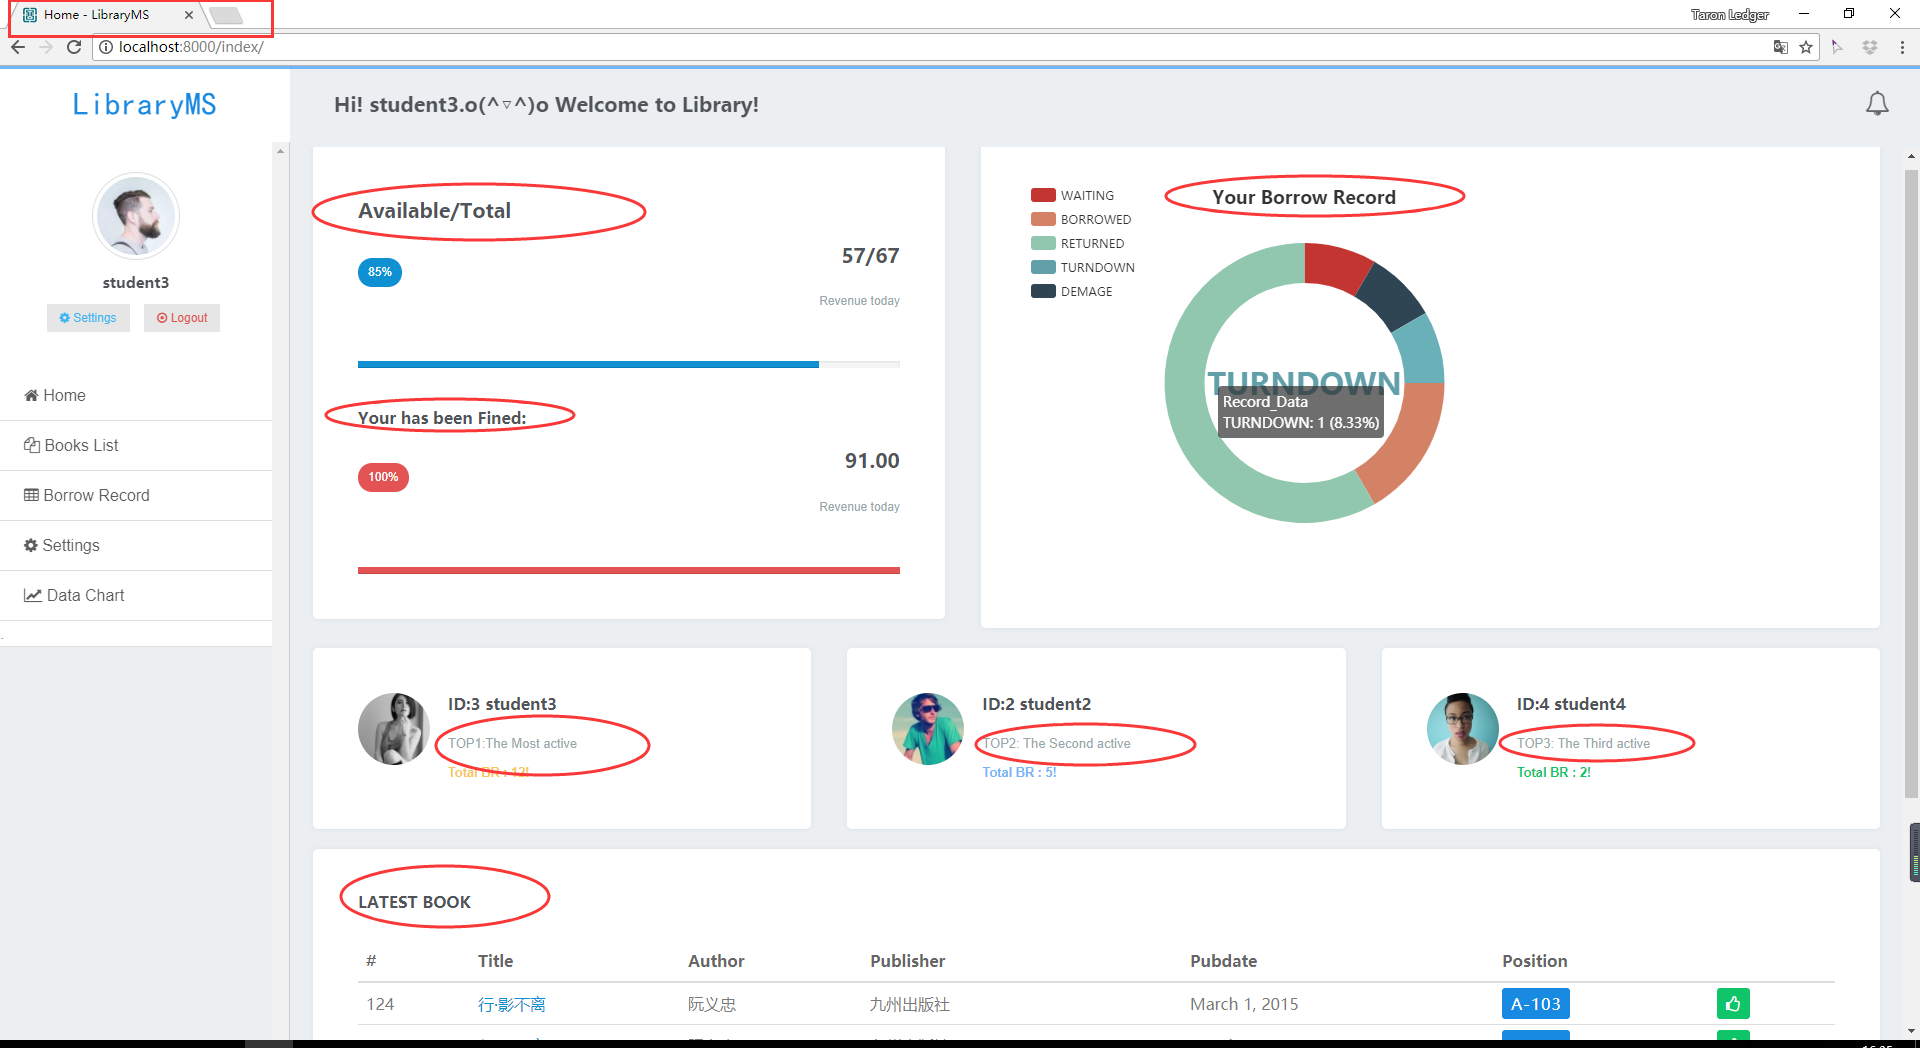 Home - LibraryMS
Taron Ledger
localhost:8000/index/
LibraryMS
Hi! student3.o(^▽^)o Welcome to Library!
student3
Settings
Logout
Home
Books List
Borrow Record
Settings
Data Chart
.
Available/Total
57/67
85%
Revenue today
Your has been Fined:
91.00
100%
Revenue today
Your Borrow Record
WAITING
BORROWED
RETURNED
TURNDOWN
DEMAGE
TURNDOWN
Record_Data
TURNDOWN: 1 (8.33%)
ID:3 student3
TOP1:The Most active
Total BR : 12!
ID:2 student2
TOP2: The Second active
Total BR : 5!
ID:4 student4
TOP3: The Third active
Total BR : 2!
LATEST BOOK
# Title Author Publisher Pubdate Position
124 行·影不离 阮义忠 九州出版社 March 1, 2015 A-103